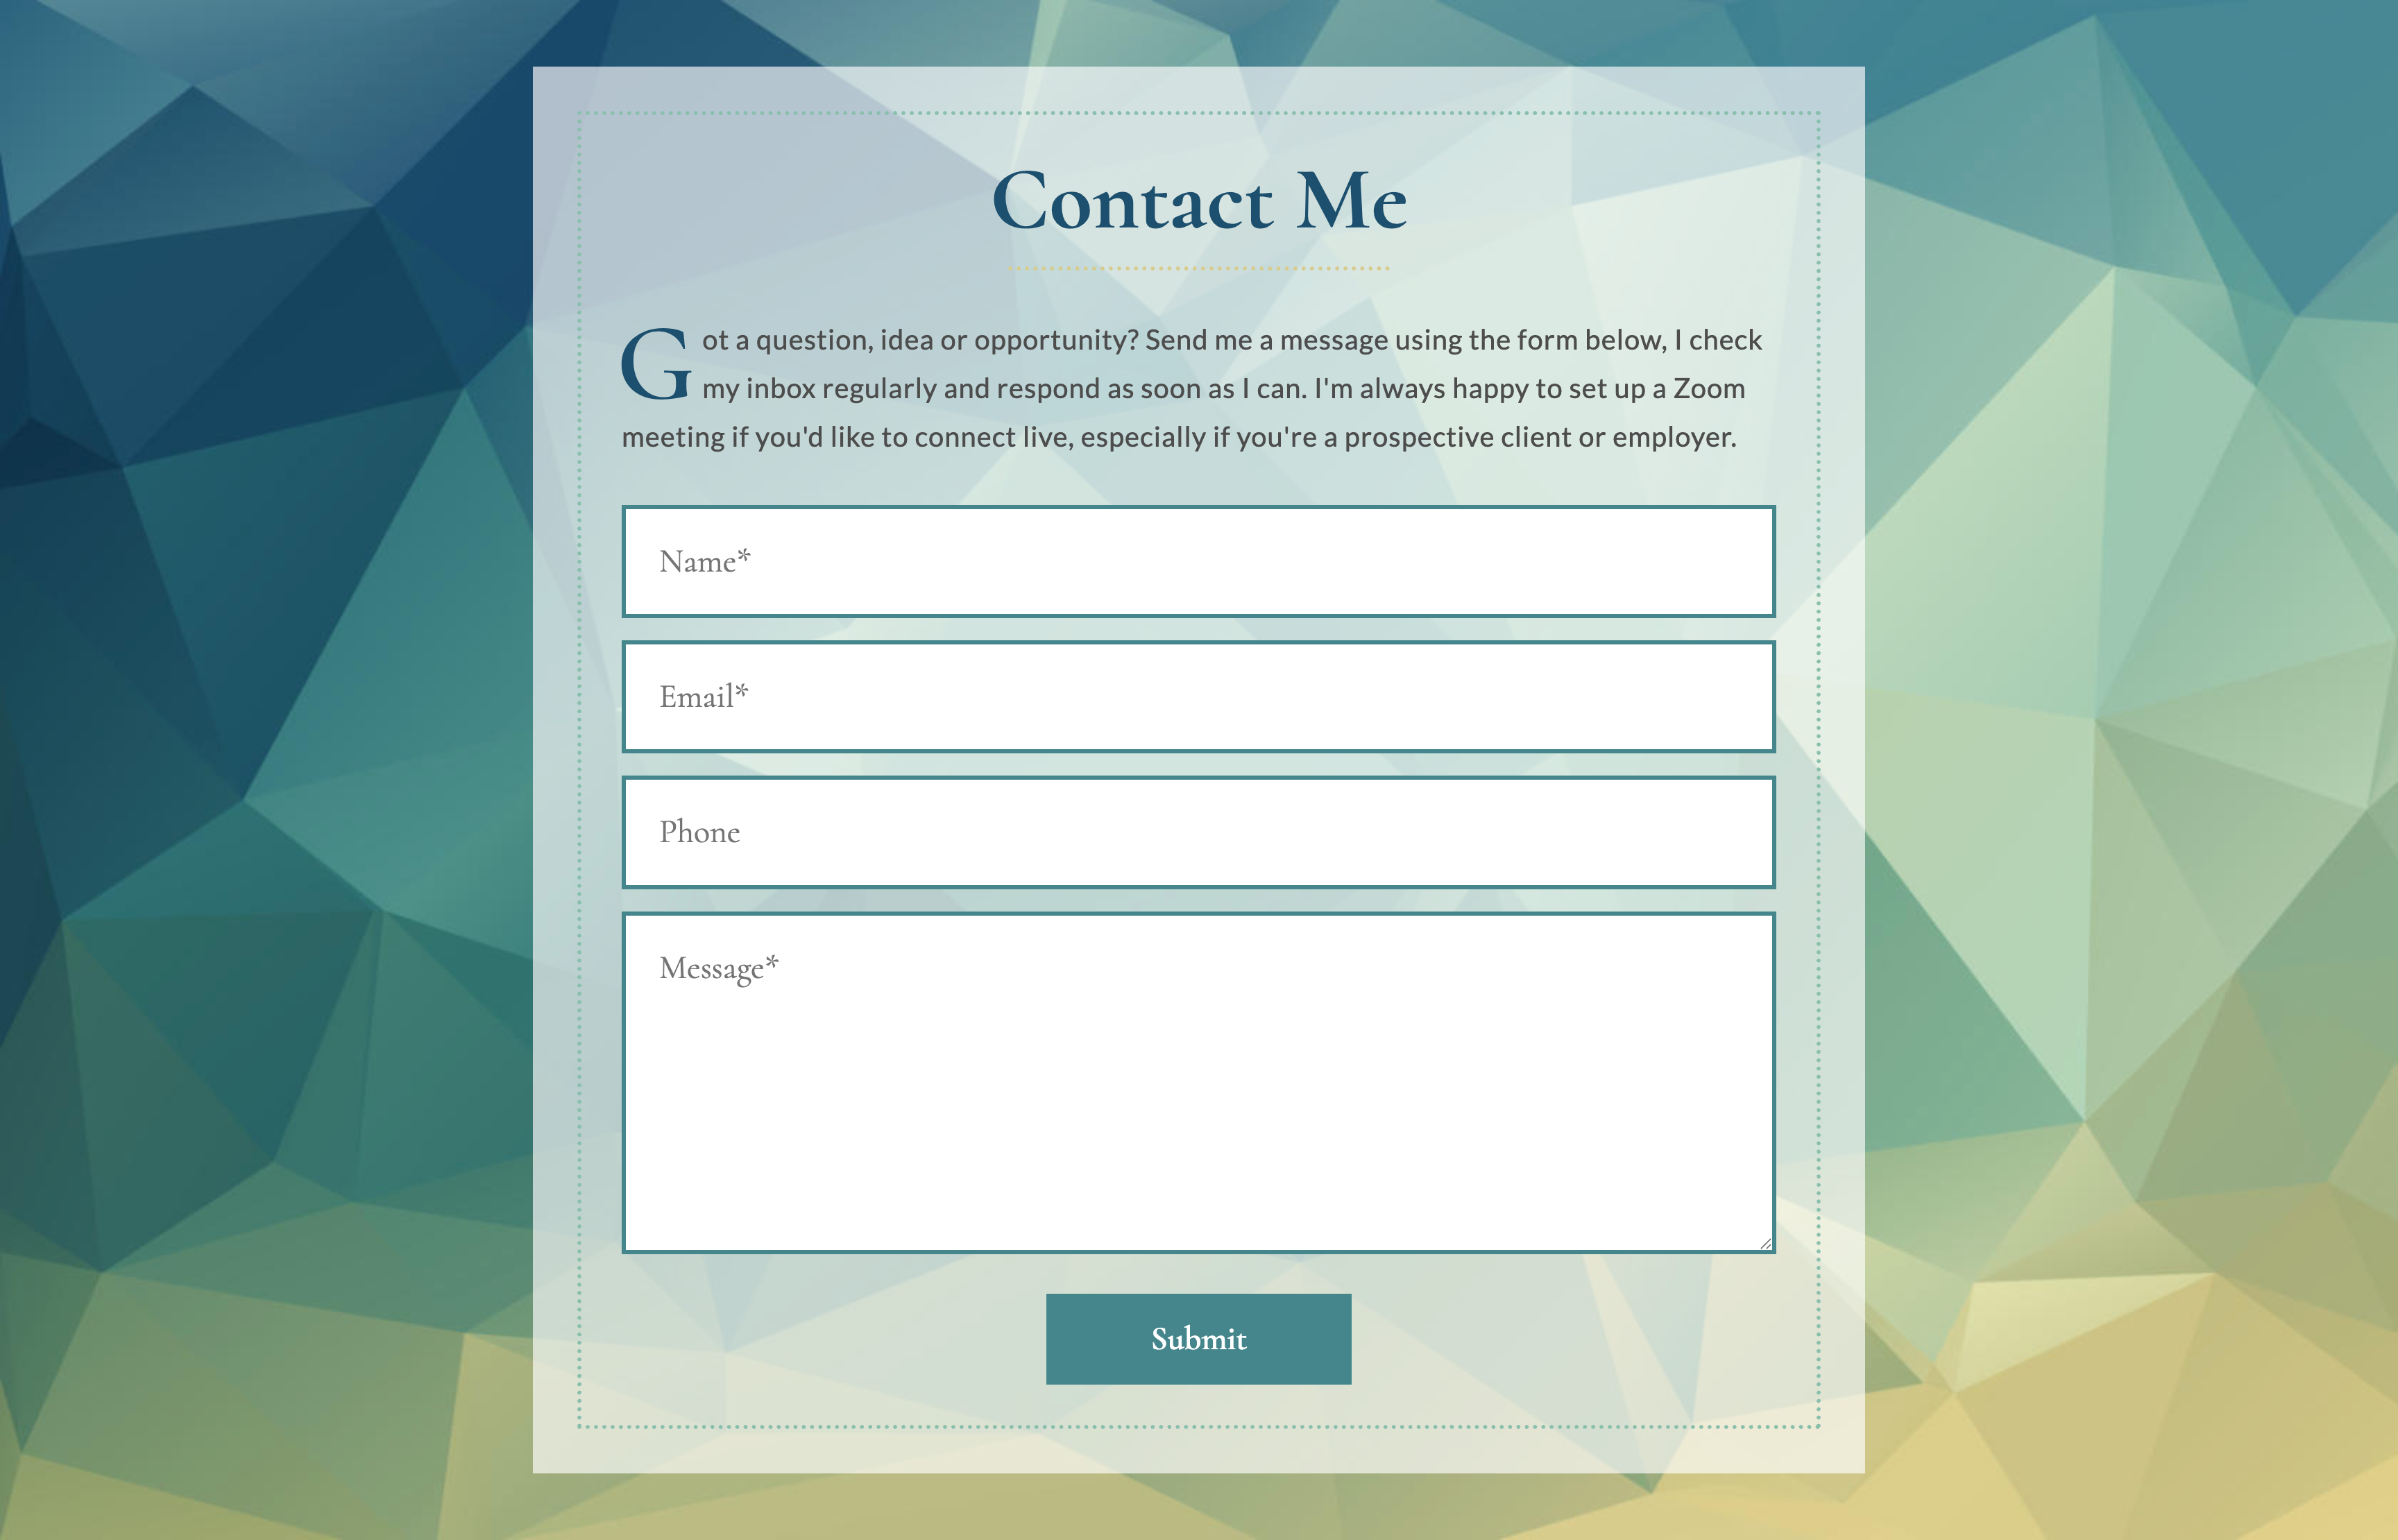 Contact Me
Got a question, idea or opportunity? Send me a message using the form below, I check
my inbox regularly and respond as soon as I can. I'm always happy to set up a Zoom
meeting if you'd like to connect live, especially if you're a prospective client or employer.
Name*
Email*
Phone
Message*
Submit